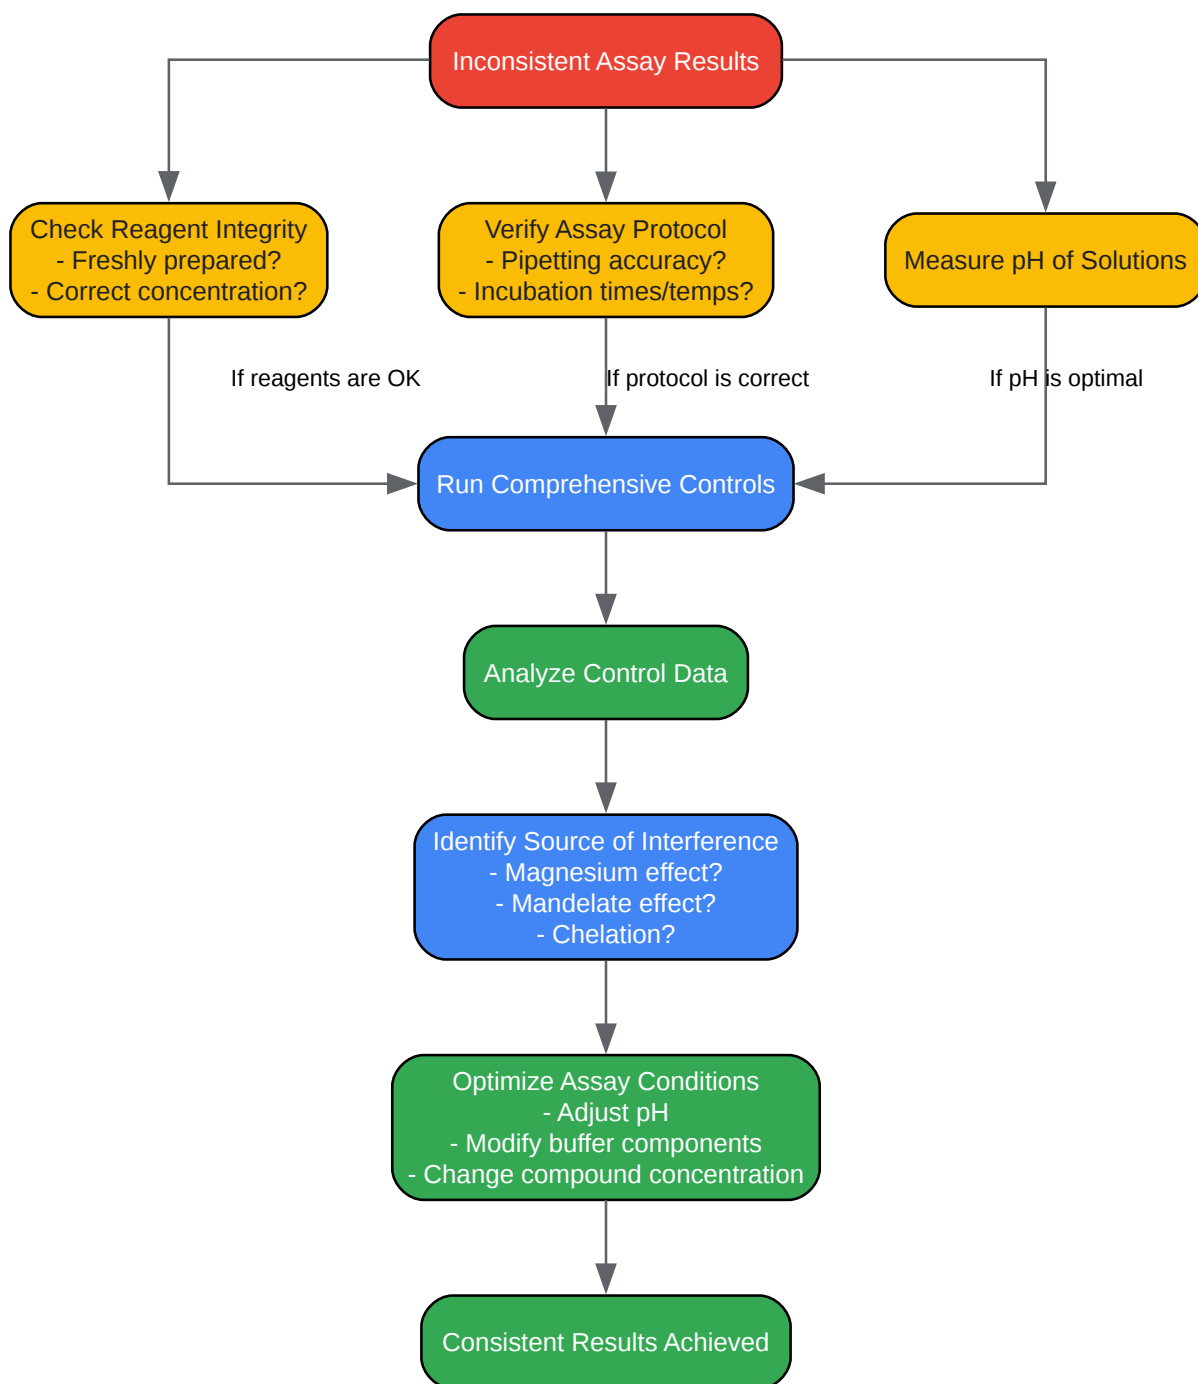 Inconsistent Assay Results
Check Reagent Integrity
- Freshly prepared?
- Correct concentration?
Verify Assay Protocol
- Pipetting accuracy?
- Incubation times/temps?
Measure pH of Solutions
If reagents are OK
If protocol is correct
If pH is optimal
Run Comprehensive Controls
Analyze Control Data
Identify Source of Interference
- Magnesium effect?
- Mandelate effect?
- Chelation?
Optimize Assay Conditions
- Adjust pH
- Modify buffer components
- Change compound concentration
Consistent Results Achieved